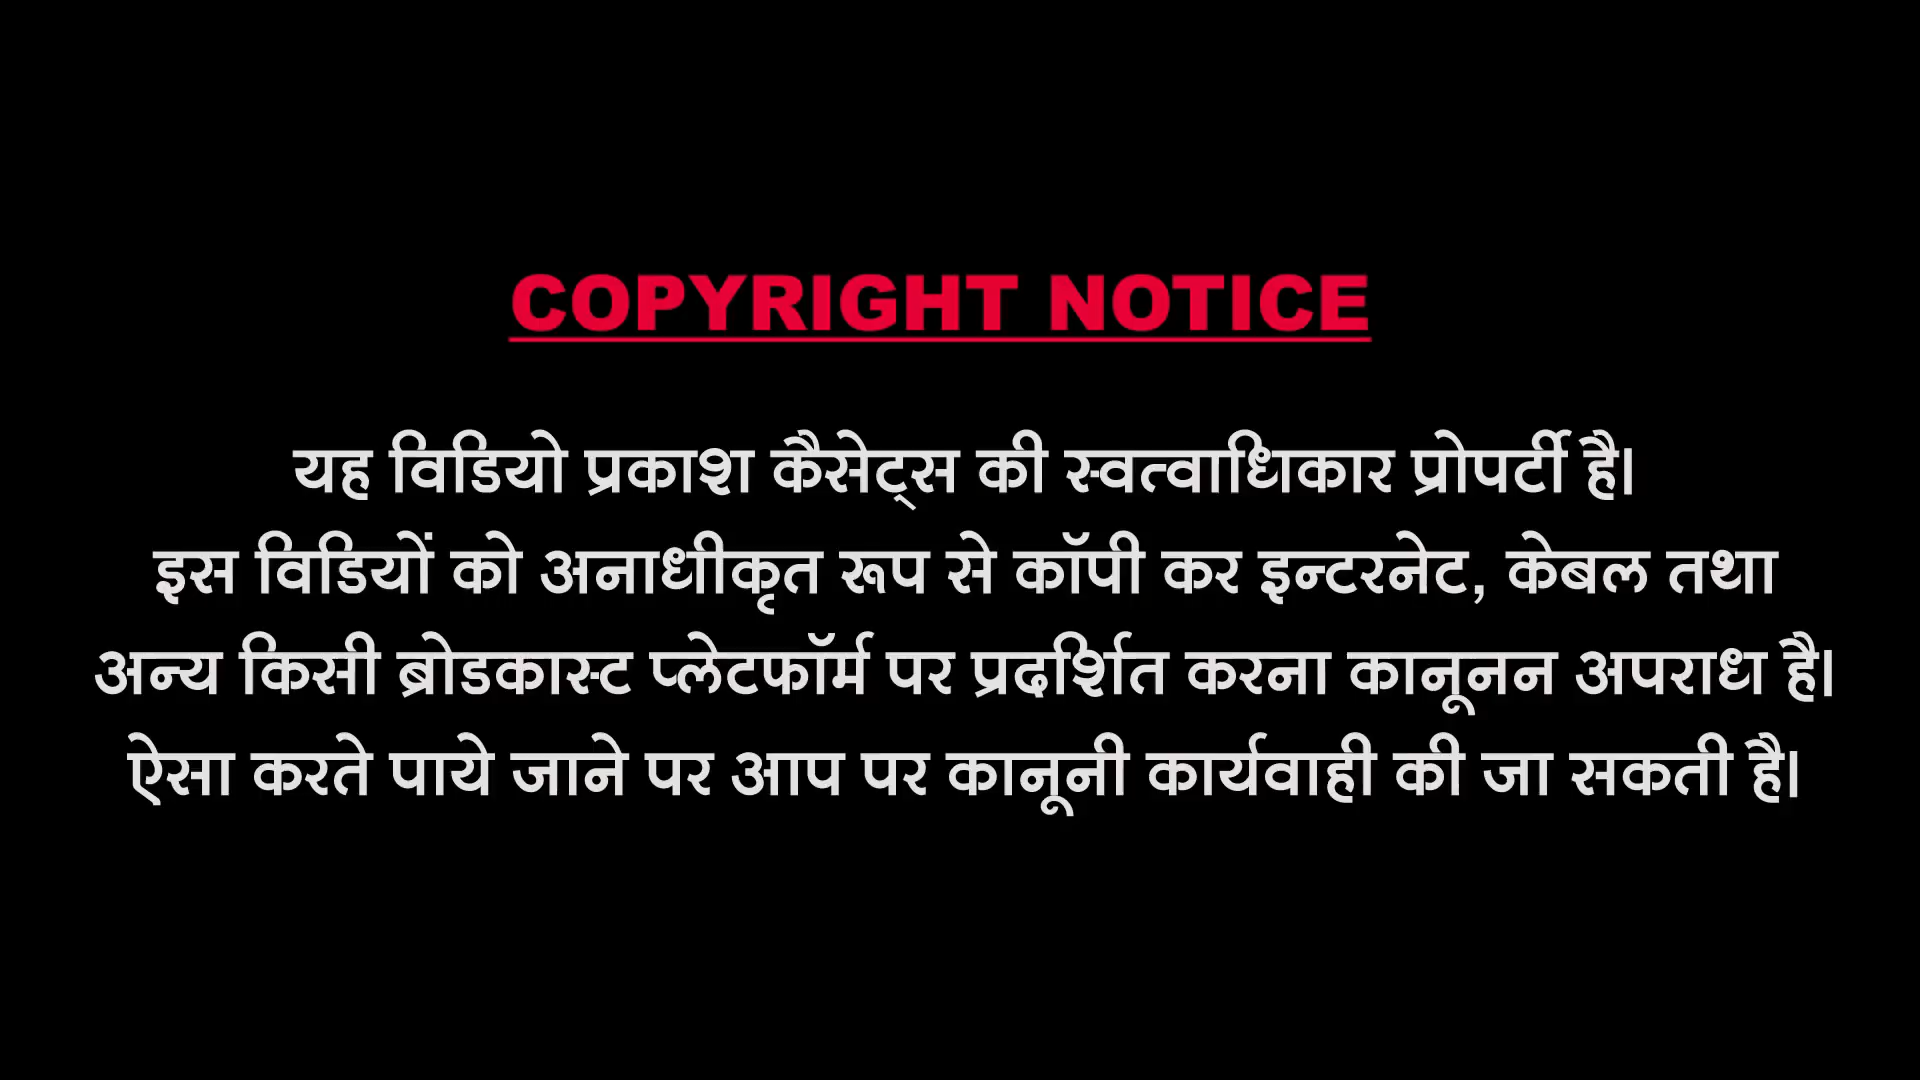 COPYRIGHT NOTICE
यह विडियो प्रकाश कैसेट्स की स्वत्वाधिकार प्रोपर्टी है।
इस विडियों को अनाधीकृत रूप से कॉपी कर इन्टरनेट, केबल तथा
अन्य किसी ब्रोडकास्ट प्लेटफॉर्म पर प्रदर्शित करना कानूनन अपराध है।
ऐसा करते पाये जाने पर आप पर कानूनी कार्यवाही की जा सकती है।